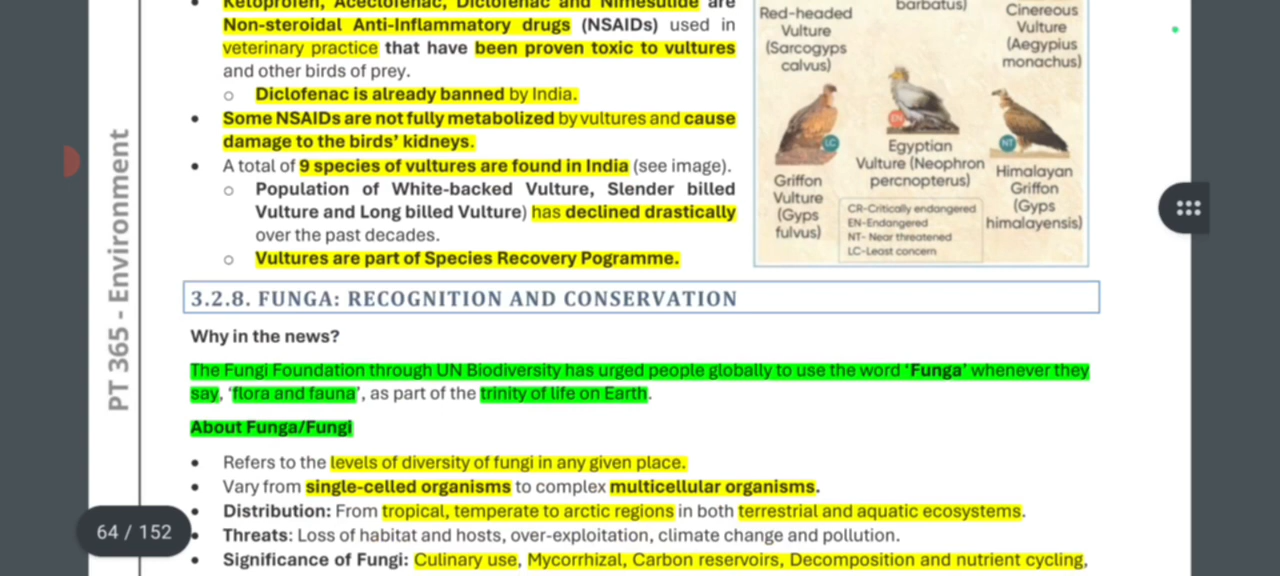 Ketoprofen, Aceclofenac, Diclofenac and Nimesulide are
Non-steroidal Anti-Inflammatory drugs (NSAIDs) used in
veterinary practice that have been proven toxic to vultures
and other birds of prey.
○ Diclofenac is already banned by India.
• Some NSAIDs are not fully metabolized by vultures and cause
damage to the birds’ kidneys.
• A total of 9 species of vultures are found in India (see image).
○ Population of White-backed Vulture, Slender billed
Vulture and Long billed Vulture) has declined drastically
over the past decades.
○ Vultures are part of Species Recovery Pogramme.
Red-headed
Vulture
(Sarcogyps
calvus)
barbatus)
Cinereous
Vulture
(Aegypius
monachus)
LC
EN
NT
Griffon
Vulture
(Gyps
fulvus)
Egyptian
Vulture (Neophron
percnopterus)
Himalayan
Griffon
(Gyps
himalayensis)
CR-Critically endangered
EN-Endangered
NT- Near threatened
LC-Least concern
PT 365 - Environment
3.2.8. FUNGA: RECOGNITION AND CONSERVATION
Why in the news?
The Fungi Foundation through UN Biodiversity has urged people globally to use the word ‘Funga’ whenever they
say, ‘flora and fauna’, as part of the trinity of life on Earth.
About Funga/Fungi
• Refers to the levels of diversity of fungi in any given place.
• Vary from single-celled organisms to complex multicellular organisms.
• Distribution: From tropical, temperate to arctic regions in both terrestrial and aquatic ecosystems.
• Threats: Loss of habitat and hosts, over-exploitation, climate change and pollution.
• Significance of Fungi: Culinary use, Mycorrhizal, Carbon reservoirs, Decomposition and nutrient cycling,
64 / 152